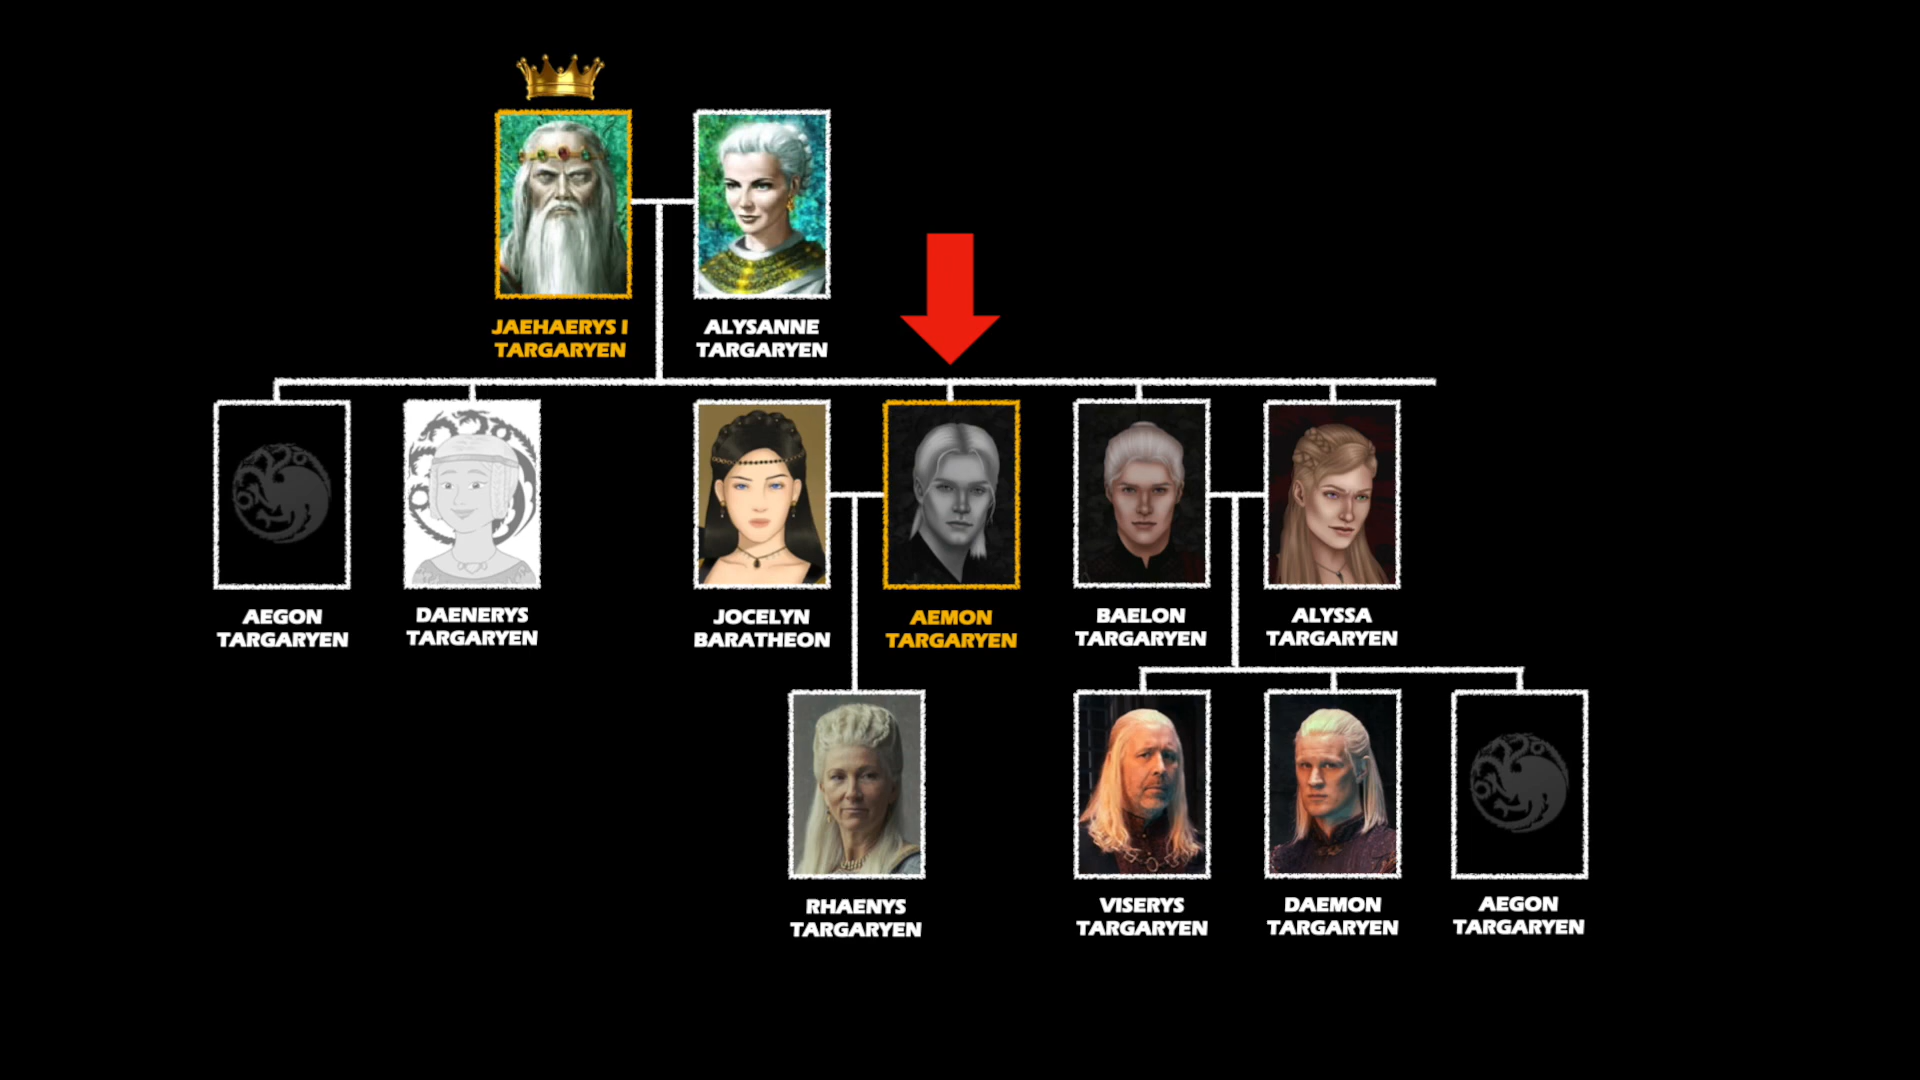 JAEHAERYS I
TARGARYEN
ALYSANNE
TARGARYEN
AEGON
TARGARYEN
DAENERYS
TARGARYEN
JOCELYN
BARATHEON
AEMON
TARGARYEN
BAELON
TARGARYEN
ALYSSA
TARGARYEN
RHAENYS
TARGARYEN
VISERYS
TARGARYEN
DAEMON
TARGARYEN
AEGON
TARGARYEN